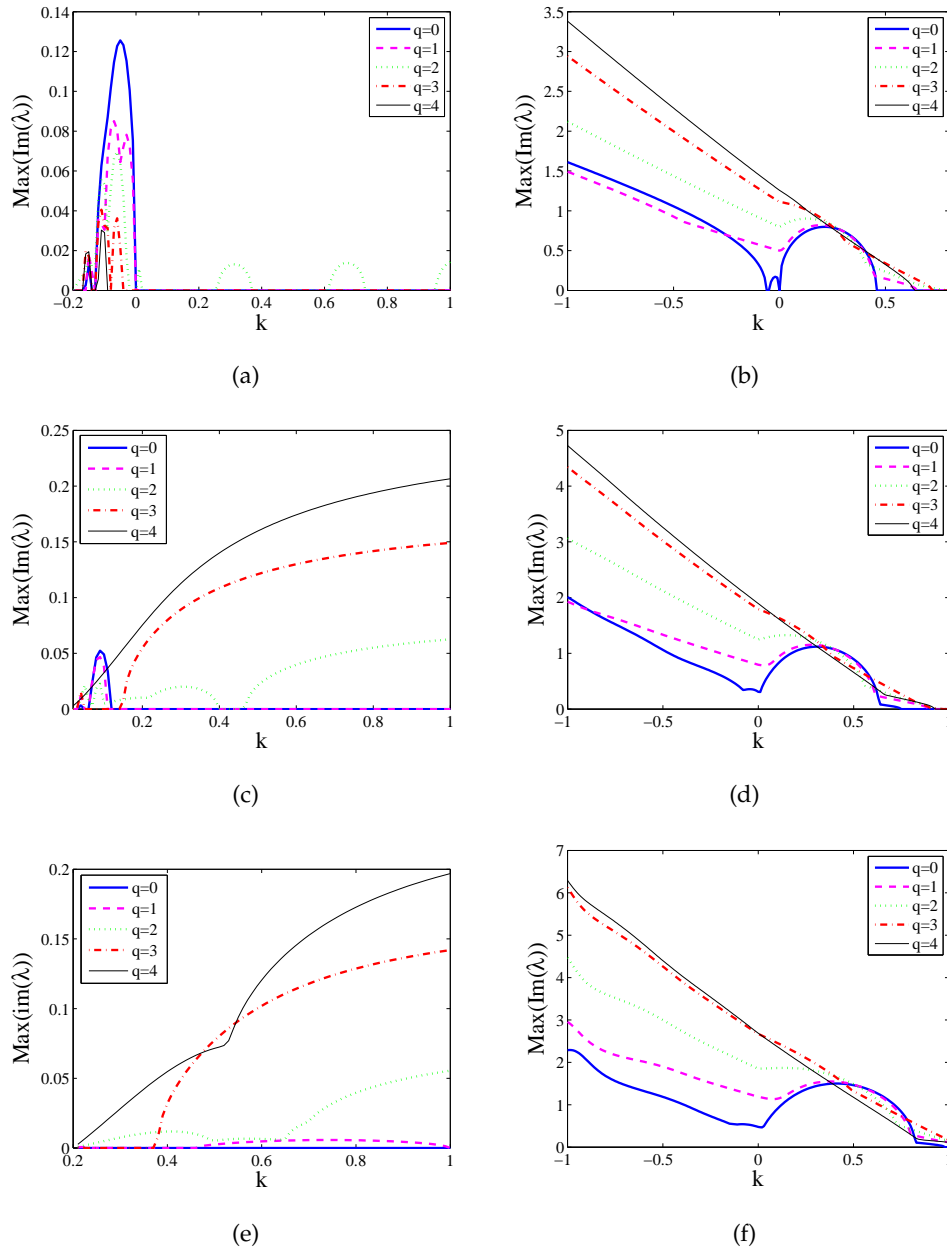 0.14
0.12
0.1
0.08
0.06
0.04
0.02
0
−0.2 0 0.2 0.4 0.6 0.8 1
Max(Im(λ))
k
q=0
q=1
q=2
q=3
q=4
(a)
3.5
3
2.5
2
1.5
1
0.5
0
−1 −0.5 0 0.5
Max(Im(λ))
k
q=0
q=1
q=2
q=3
q=4
(b)
0.25
0.2
0.15
0.1
0.05
0
0.2 0.4 0.6 0.8 1
Max(Im(λ))
k
q=0
q=1
q=2
q=3
q=4
(c)
5
4
3
2
1
0
−1 −0.5 0 0.5
Max(Im(λ))
k
q=0
q=1
q=2
q=3
q=4
(d)
0.2
0.15
0.1
0.05
0
0.2 0.4 0.6 0.8 1
Max(im(λ))
k
q=0
q=1
q=2
q=3
q=4
(e)
7
6
5
4
3
2
1
0
−1 −0.5 0 0.5 1
Max(Im(λ))
k
q=0
q=1
q=2
q=3
q=4
(f)